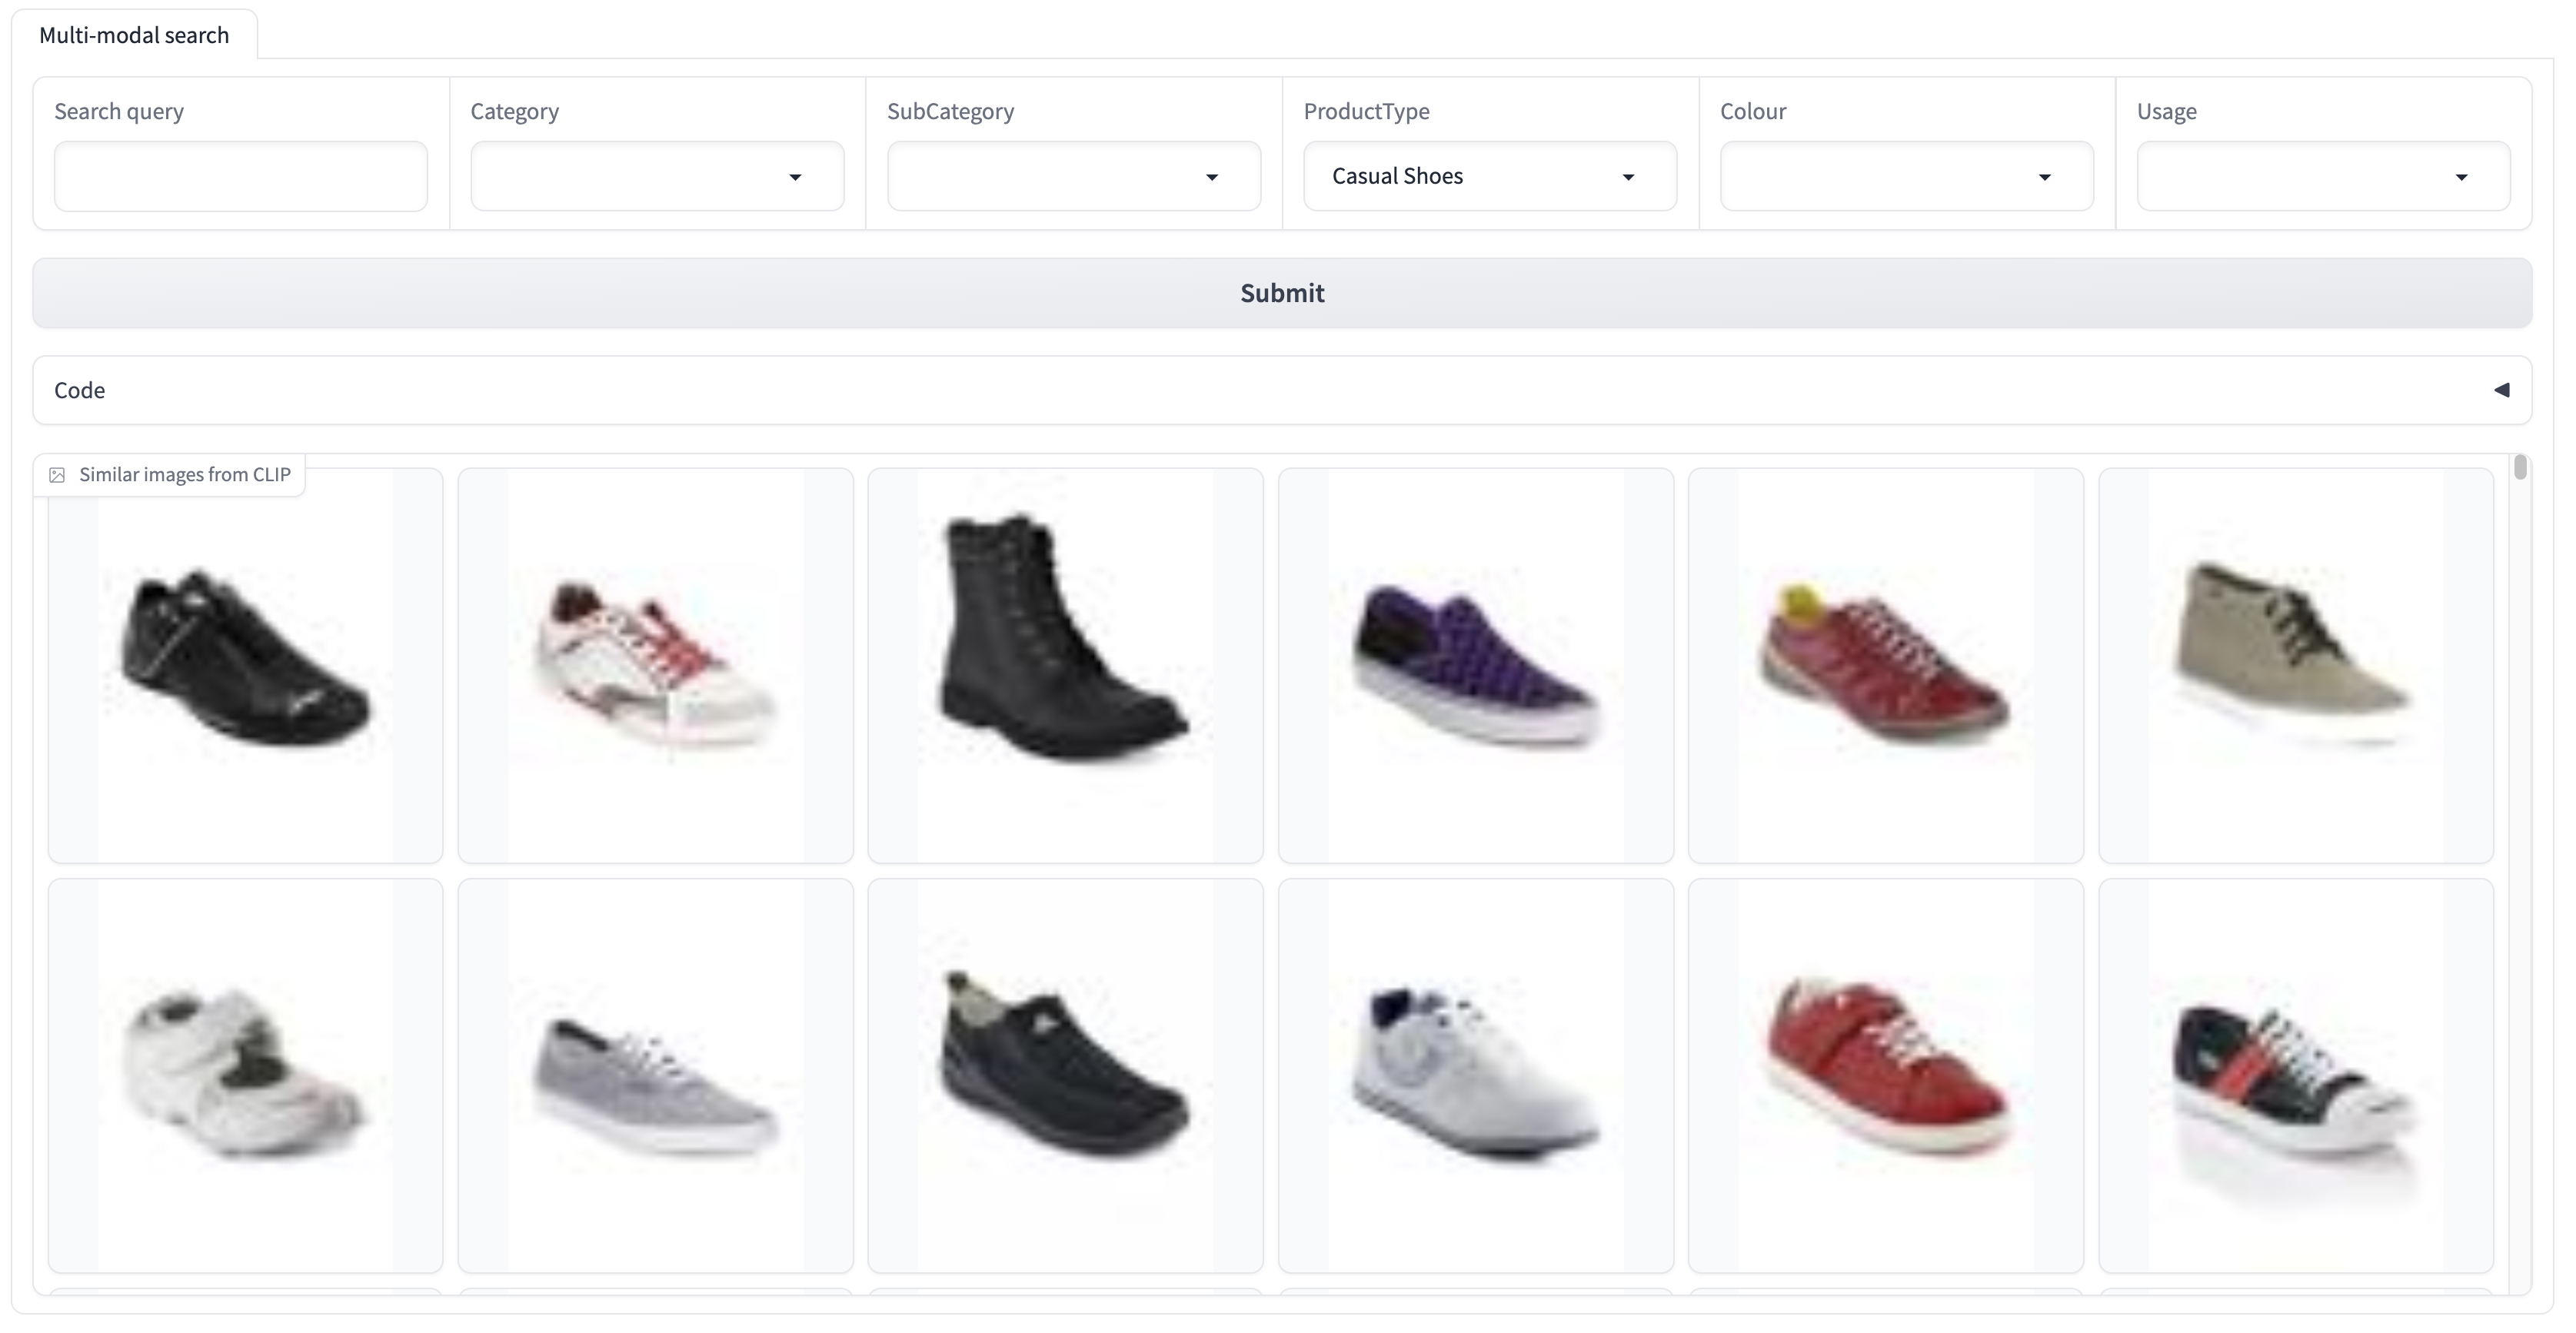 Multi-modal search
Search query
Category
SubCategory
ProductType
Colour
Usage
Casual Shoes
Submit
Code
Similar images from CLIP